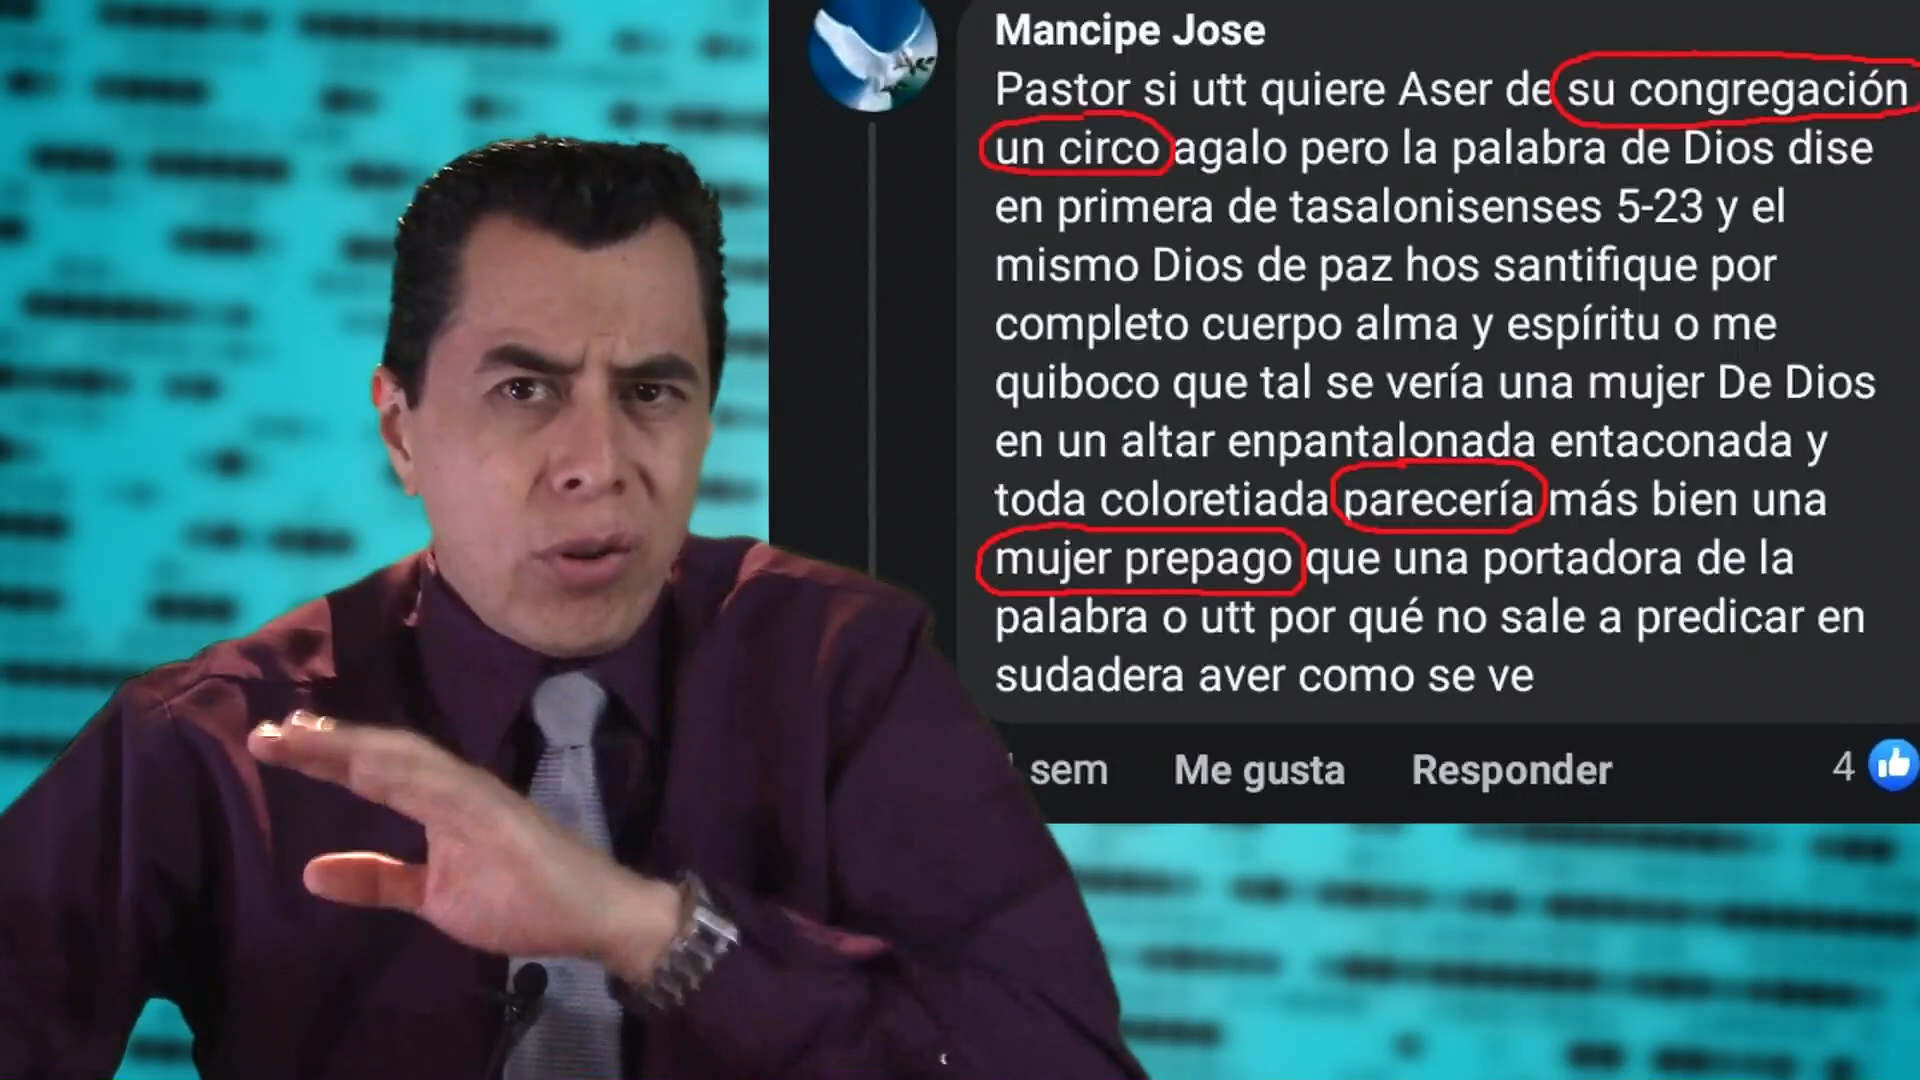 Mancipe Jose
Pastor si utt quiere Aser de su congregación
un circo agalo pero la palabra de Dios dise
en primera de tasalonisenses 5-23 y el
mismo Dios de paz hos santifique por
completo cuerpo alma y espíritu o me
quiboco que tal se vería una mujer De Dios
en un altar enpantalonada entaconada y
toda coloretiada parecería más bien una
mujer prepago que una portadora de la
palabra o utt por qué no sale a predicar en
sudadera aver como se ve
sem Me gusta Responder 4